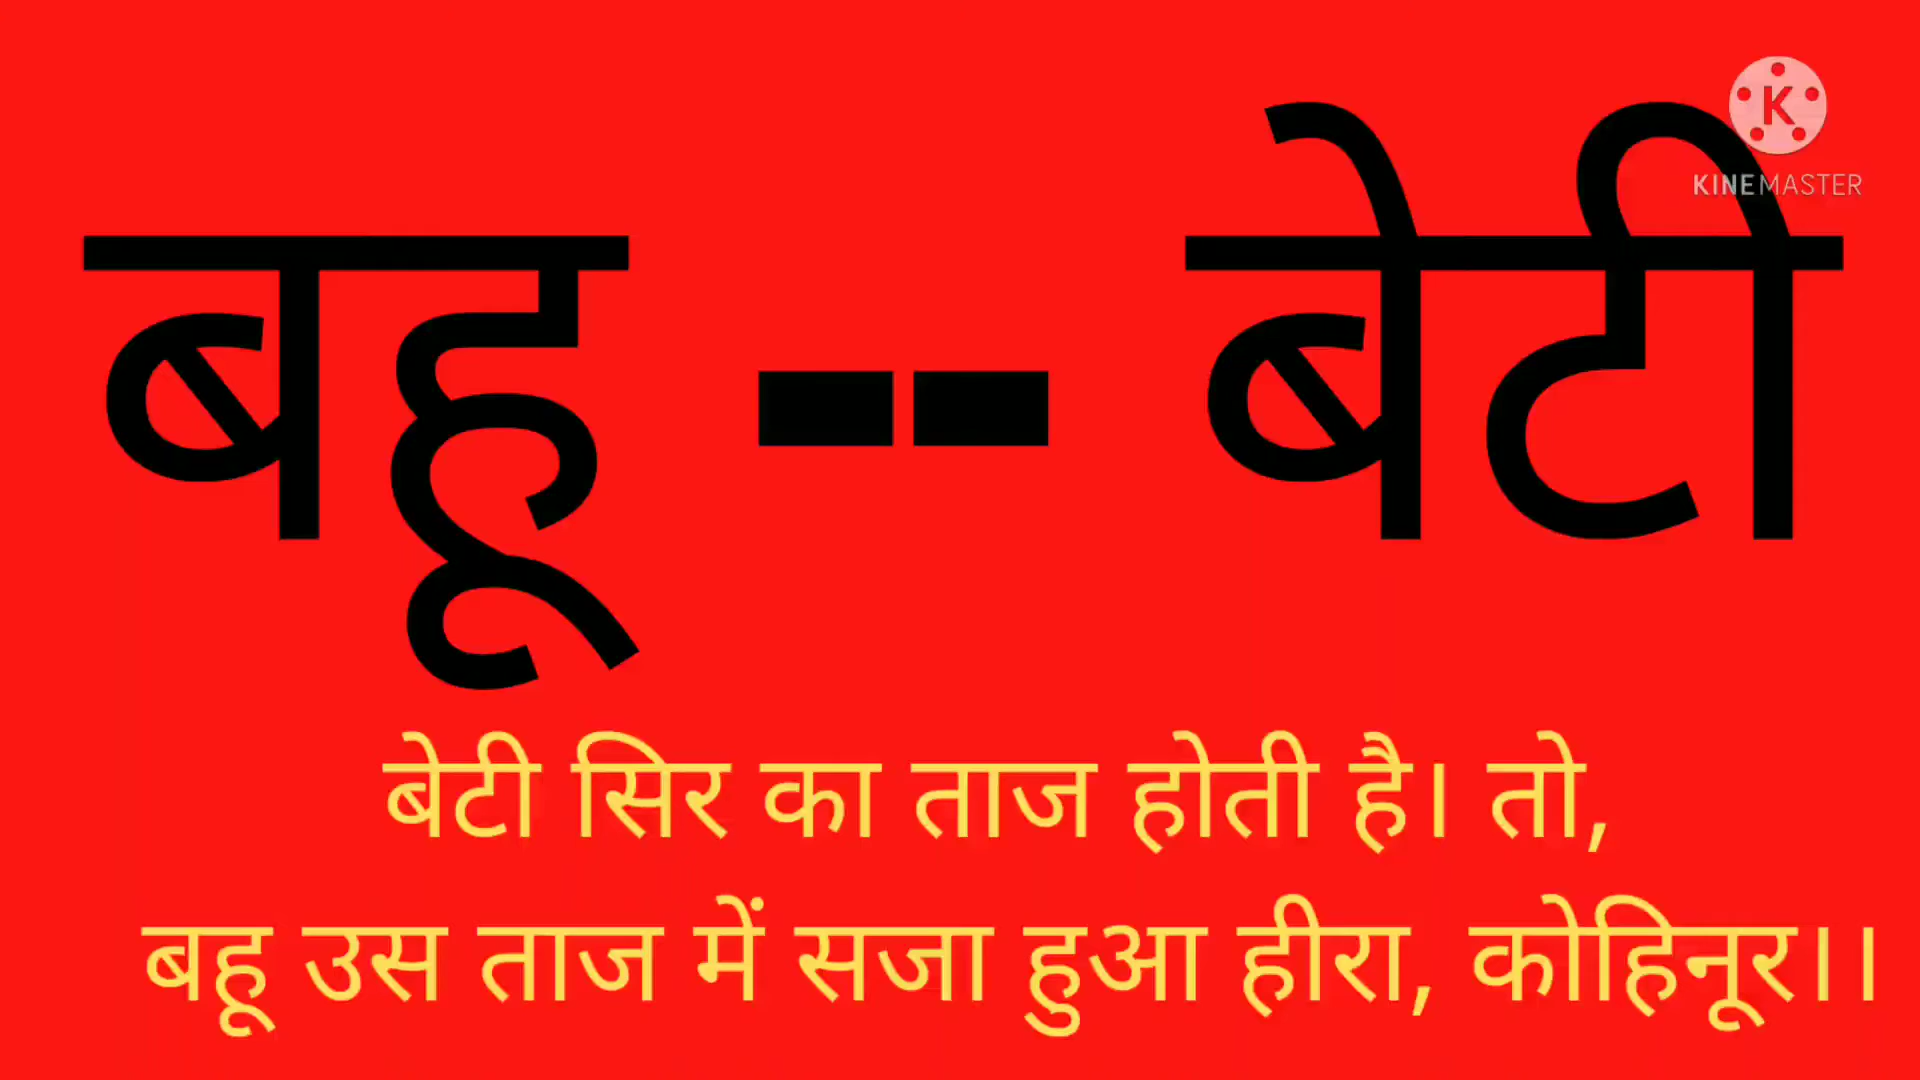 बहू -- बेटी
K
KINEMASTER
बेटी सिर का ताज होती है। तो,
बहू उस ताज में सजा हुआ हीरा, कोहिनूर।।